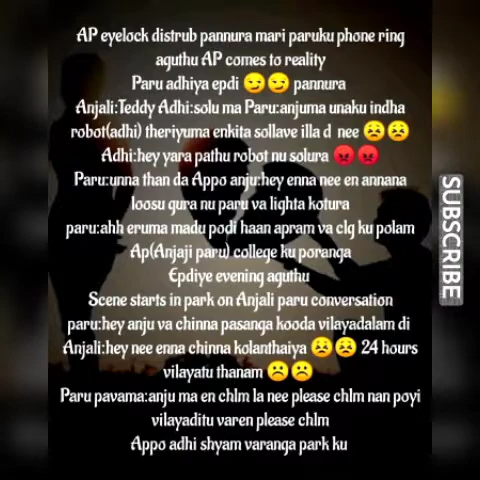 AP eyelock distrub pannura mari paruku phone ring
aguthu AP comes to reality
Paru adhiya epdi 😏😏 pannura
Anjali:Teddy Adhi:solu ma Paru:anjuma unaku indha
robot(adhi) theriyuma enkita sollave illa d nee 😣😣
Adhi:hey yara pathu robot nu solura 😡😡
Paru:unna than da Appo anju:hey enna nee en annana
loosu qura nu paru va lighta kotura
paru:ahh eruma madu podi haan apram va clg ku polam
Ap(Anjaji paru) college ku poranga
Epdiye evening aguthu
Scene starts in park on Anjali paru conversation
paru:hey anju va chinna pasanga kooda vilayadalam di
Anjali:hey nee enna chinna kolanthaiya 😣😣 24 hours
vilayatu thanam ☹️☹️
Paru pavama:anju ma en chlm la nee please chlm nan poyi
vilayaditu varen please chlm
Appo adhi shyam varanga park ku
SUBSCRIBE